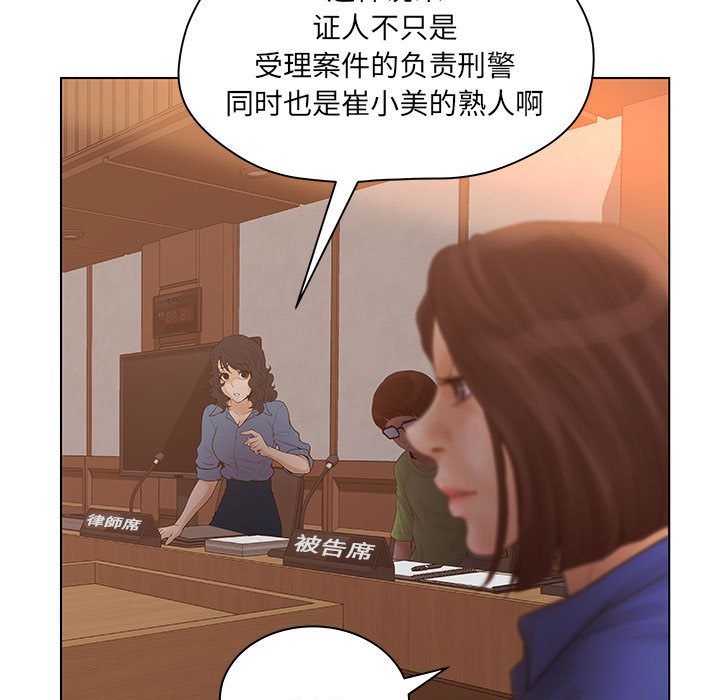 证人不只是
受理案件的负责刑警
同时也是崔小美的熟人啊
律師席
被告席